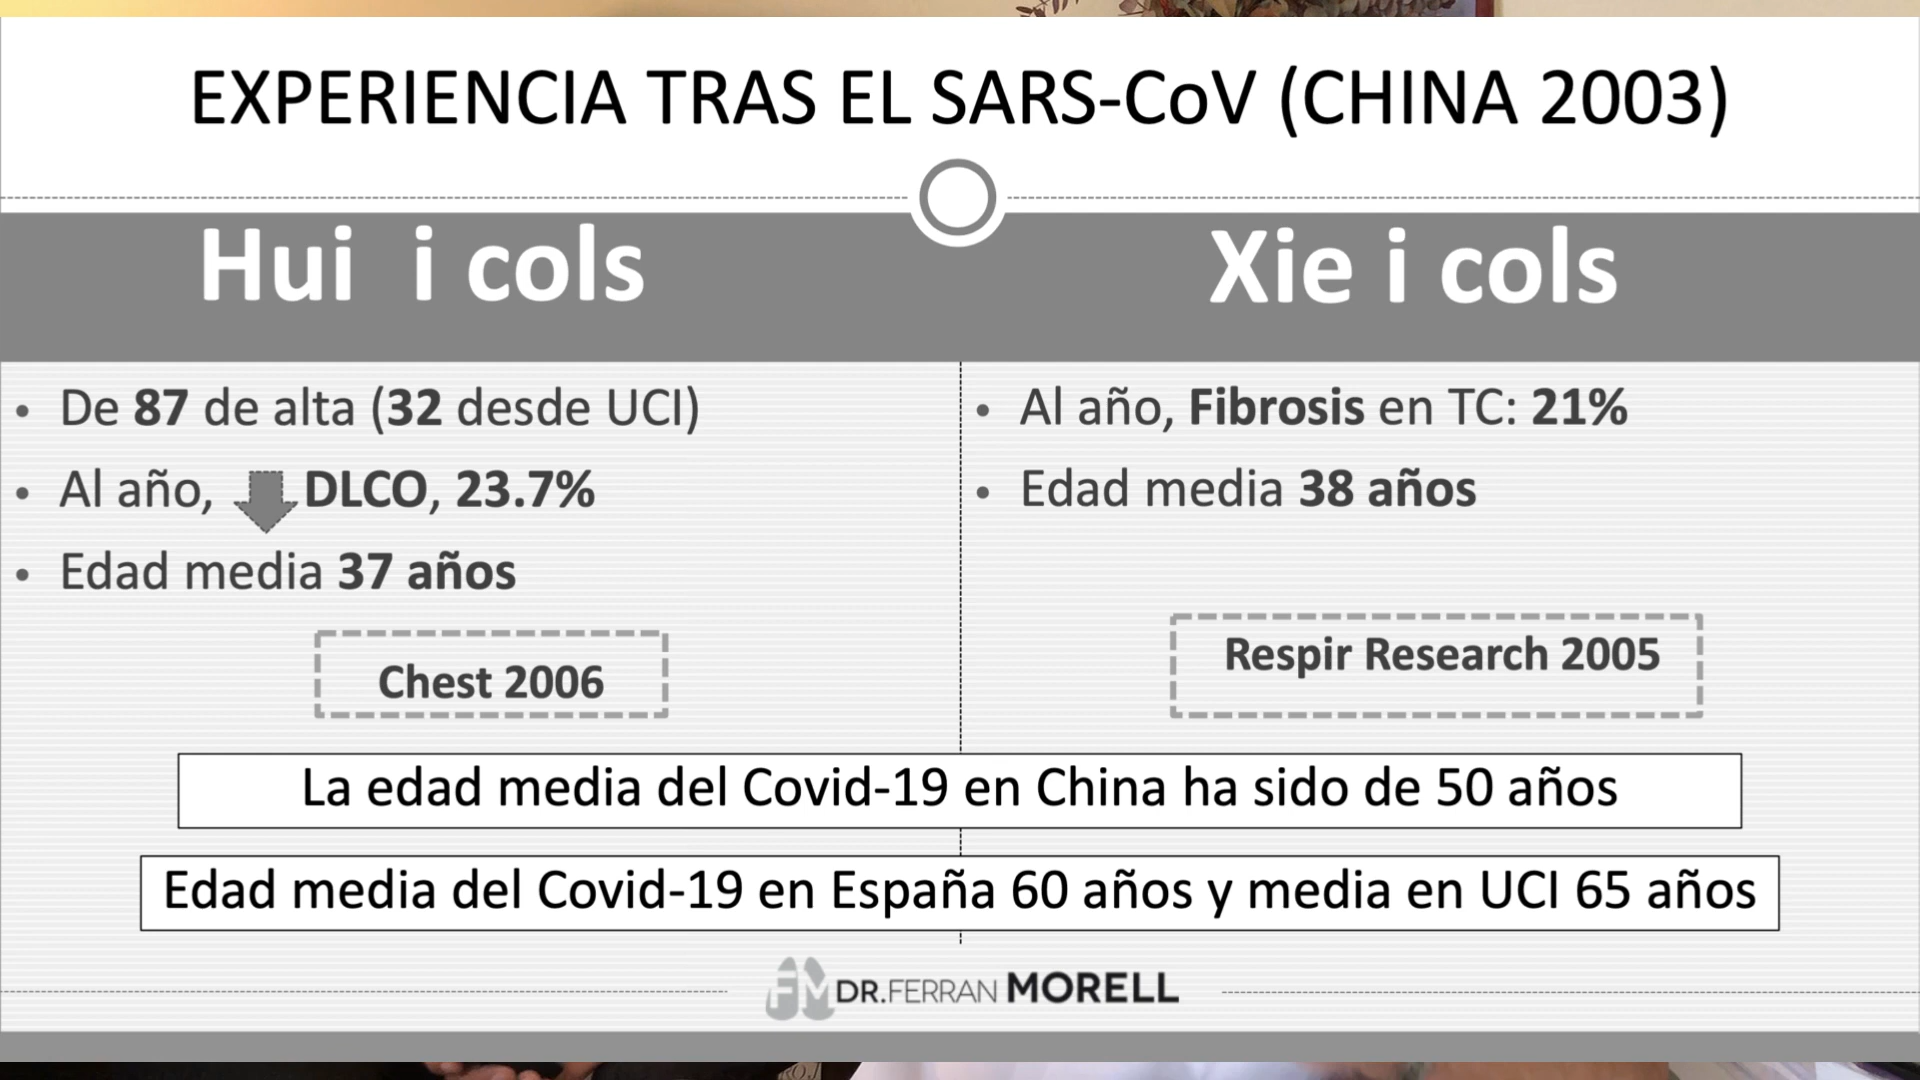 EXPERIENCIA TRAS EL SARS-CoV (CHINA 2003)
Hui i cols
• De 87 de alta (32 desde UCI)
• Al año, DLCO, 23.7%
• Edad media 37 años
Chest 2006
Xie i cols
• Al año, Fibrosis en TC: 21%
• Edad media 38 años
Respir Research 2005
La edad media del Covid-19 en China ha sido de 50 años
Edad media del Covid-19 en España 60 años y media en UCI 65 años
FM DR.FERRAN MORELL